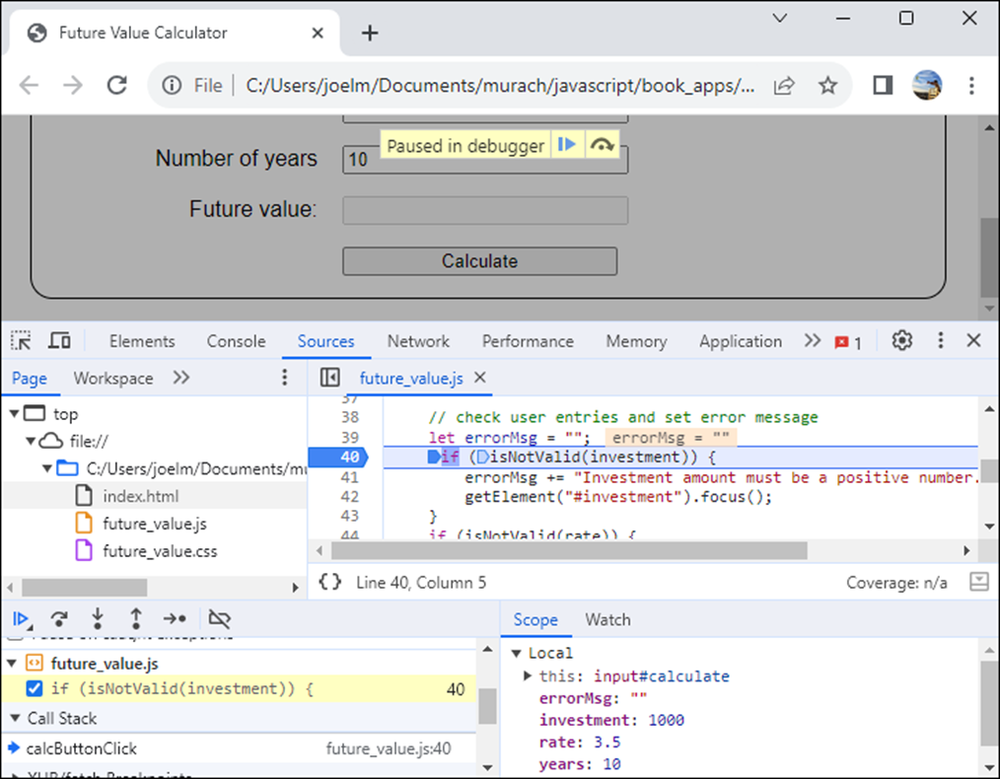 Future Value Calculator
File C:/Users/joelm/Documents/murach/javascript/book_apps/...
Paused in debugger
Number of years 10
Future value:
Calculate
Elements Console Sources Network Performance Memory Application 1
Page Workspace
future_value.js
top
file://
C:/Users/joelm/Documents/mu
index.html
future_value.js
future_value.css
37
38 // check user entries and set error message
39 let errorMsg = ""; errorMsg = ""
40 if (isNotValid(investment)) {
41 errorMsg += "Investment amount must be a positive number.
42 getElement("#investment").focus();
43 }
44 if (isNotValid(rate)) {
{} Line 40, Column 5 Coverage: n/a
Pause on caught exceptions
future_value.js
if (isNotValid(investment)) { 40
Call Stack
calcButtonClick future_value.js:40
XHR/fetch Breakpoints
Scope Watch
Local
this: input#calculate
errorMsg: ""
investment: 1000
rate: 3.5
years: 10